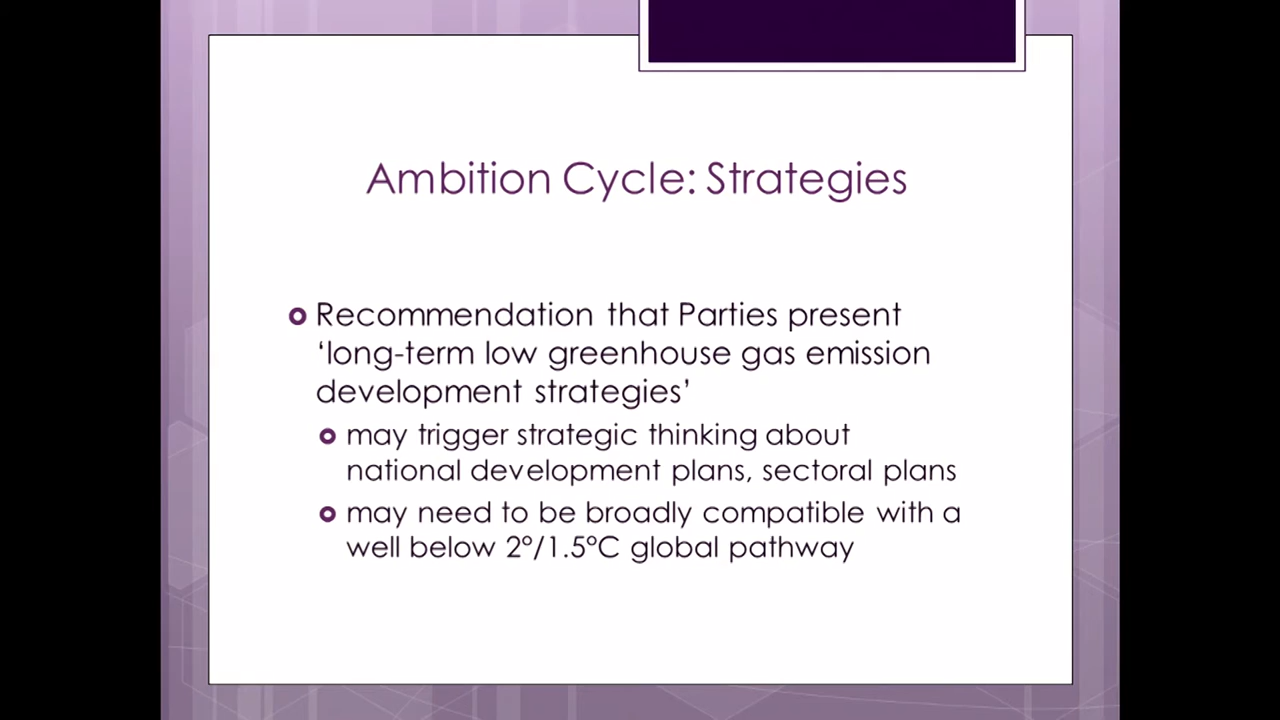 Ambition Cycle: Strategies
Recommendation that Parties present
‘long-term low greenhouse gas emission
development strategies’
may trigger strategic thinking about
national development plans, sectoral plans
may need to be broadly compatible with a
well below 2°/1.5°C global pathway